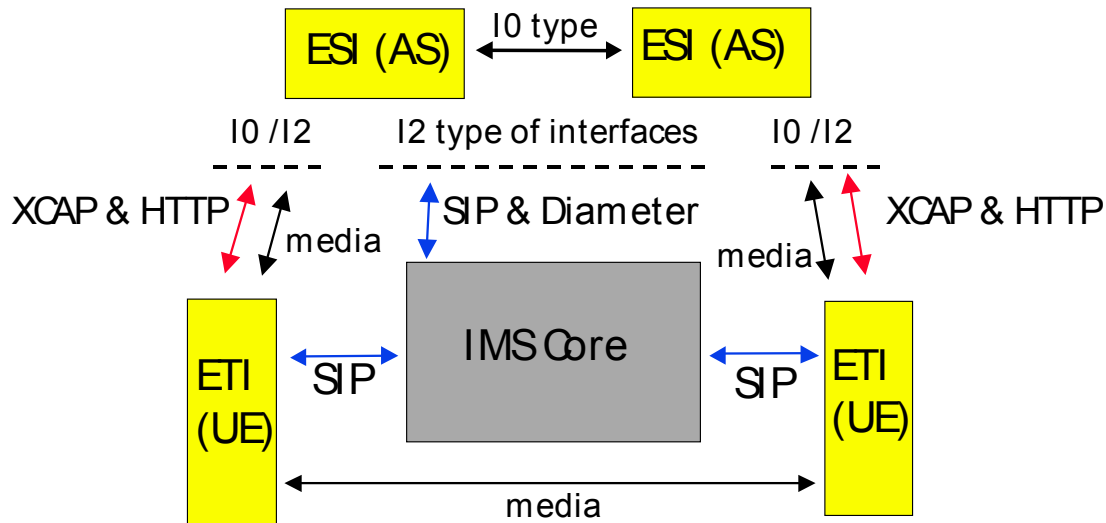 I0 type
ESI (AS)
ESI (AS)
I0 /I2
I2 type of interfaces
I0 /I2
XCAP & HTTP
SIP & Diameter
XCAP & HTTP
media
media
IMS Core
ETI
(UE)
SIP
SIP
ETI
(UE)
media